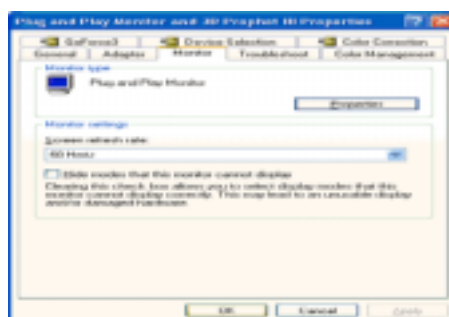 Plug and Play Monitor and 3D Prophet III Properties
GeForce3 Device Selection Color Correction
General Adapter Monitor Troubleshoot Color Management
Monitor type
Plug and Play Monitor
Properties
Monitor settings
Screen refresh rate:
60 Hertz
Hide modes that this monitor cannot display
Clearing this check box allows you to select display modes that this
monitor cannot display correctly. This may lead to an unusable display
and/or damaged hardware.
OK Cancel Apply